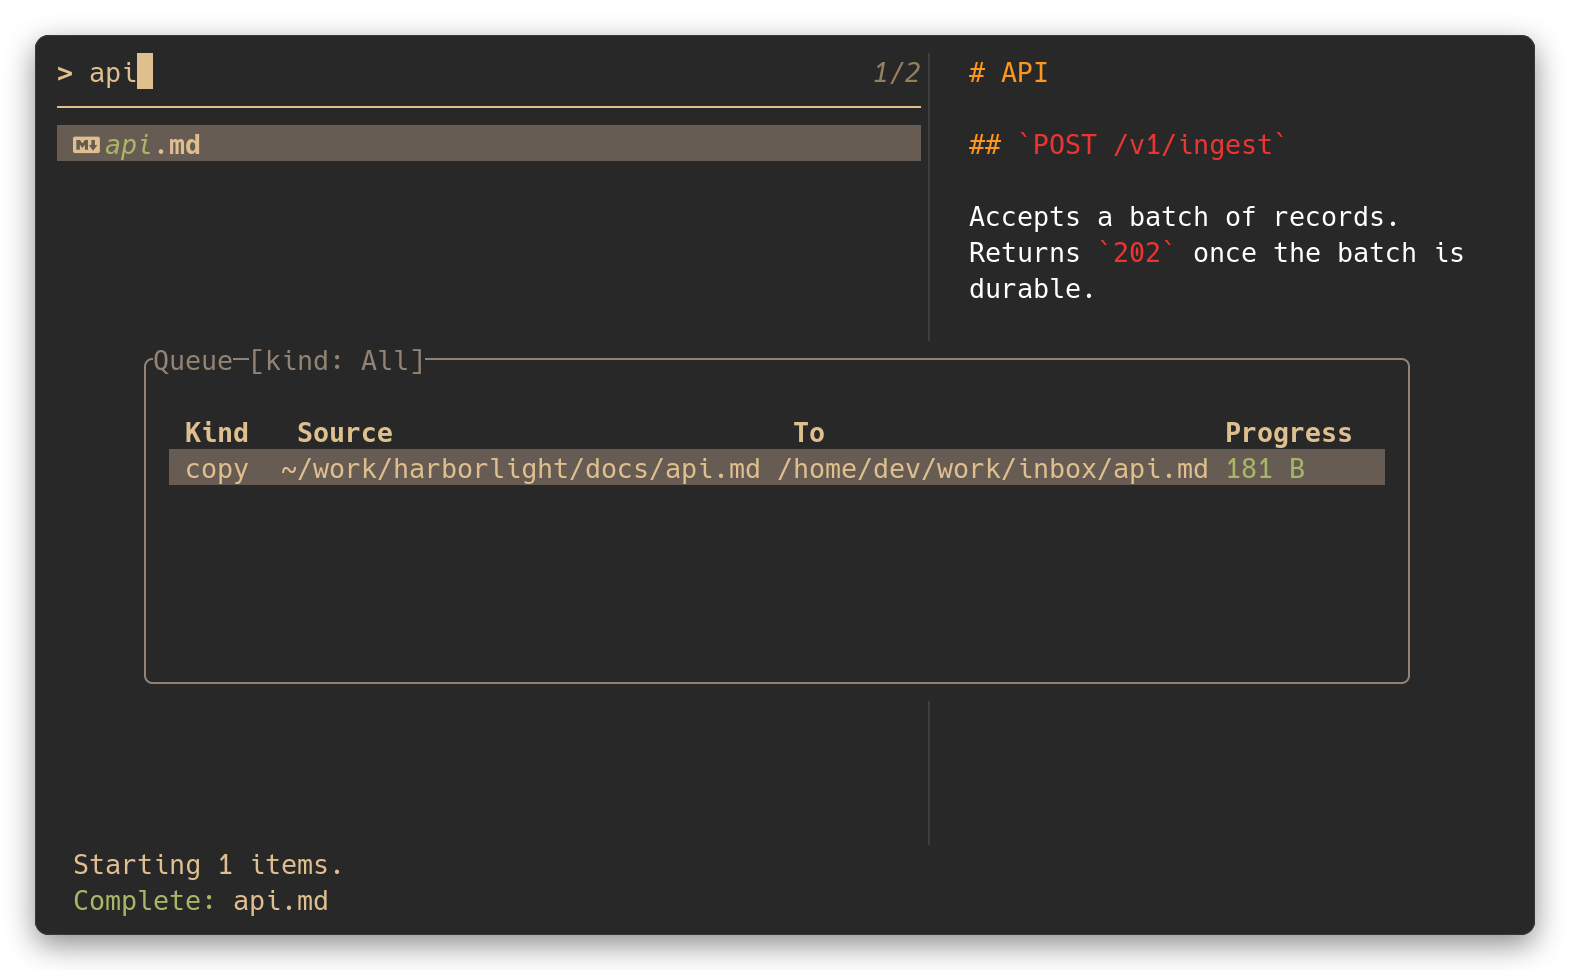 > api 1/2
api.md
# API
## `POST /v1/ingest`
Accepts a batch of records.
Returns `202` once the batch is
durable.
Queue [kind: All]
Kind Source To Progress
copy ~/work/harborlight/docs/api.md /home/dev/work/inbox/api.md 181 B
Starting 1 items.
Complete: api.md